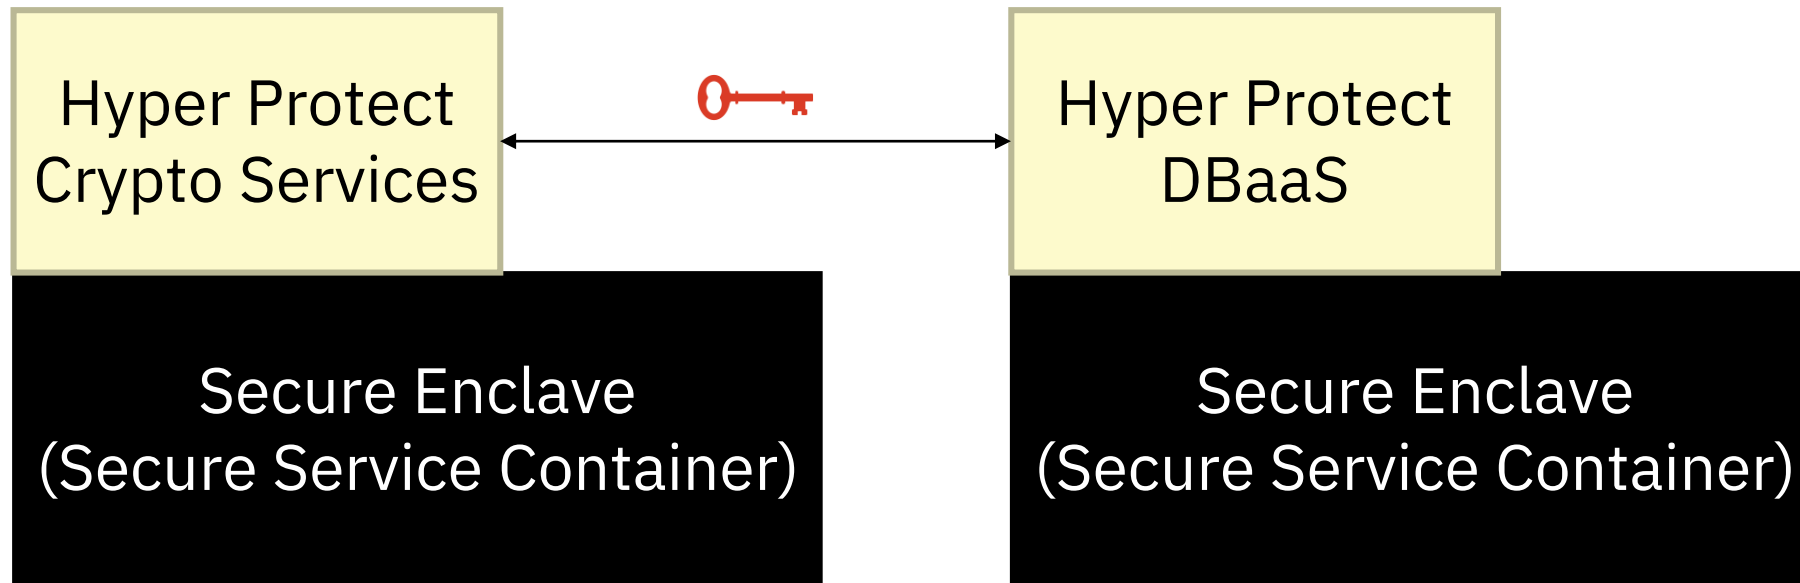 Hyper Protect
Crypto Services
Hyper Protect
DBaaS
Secure Enclave
(Secure Service Container)
Secure Enclave
(Secure Service Container)